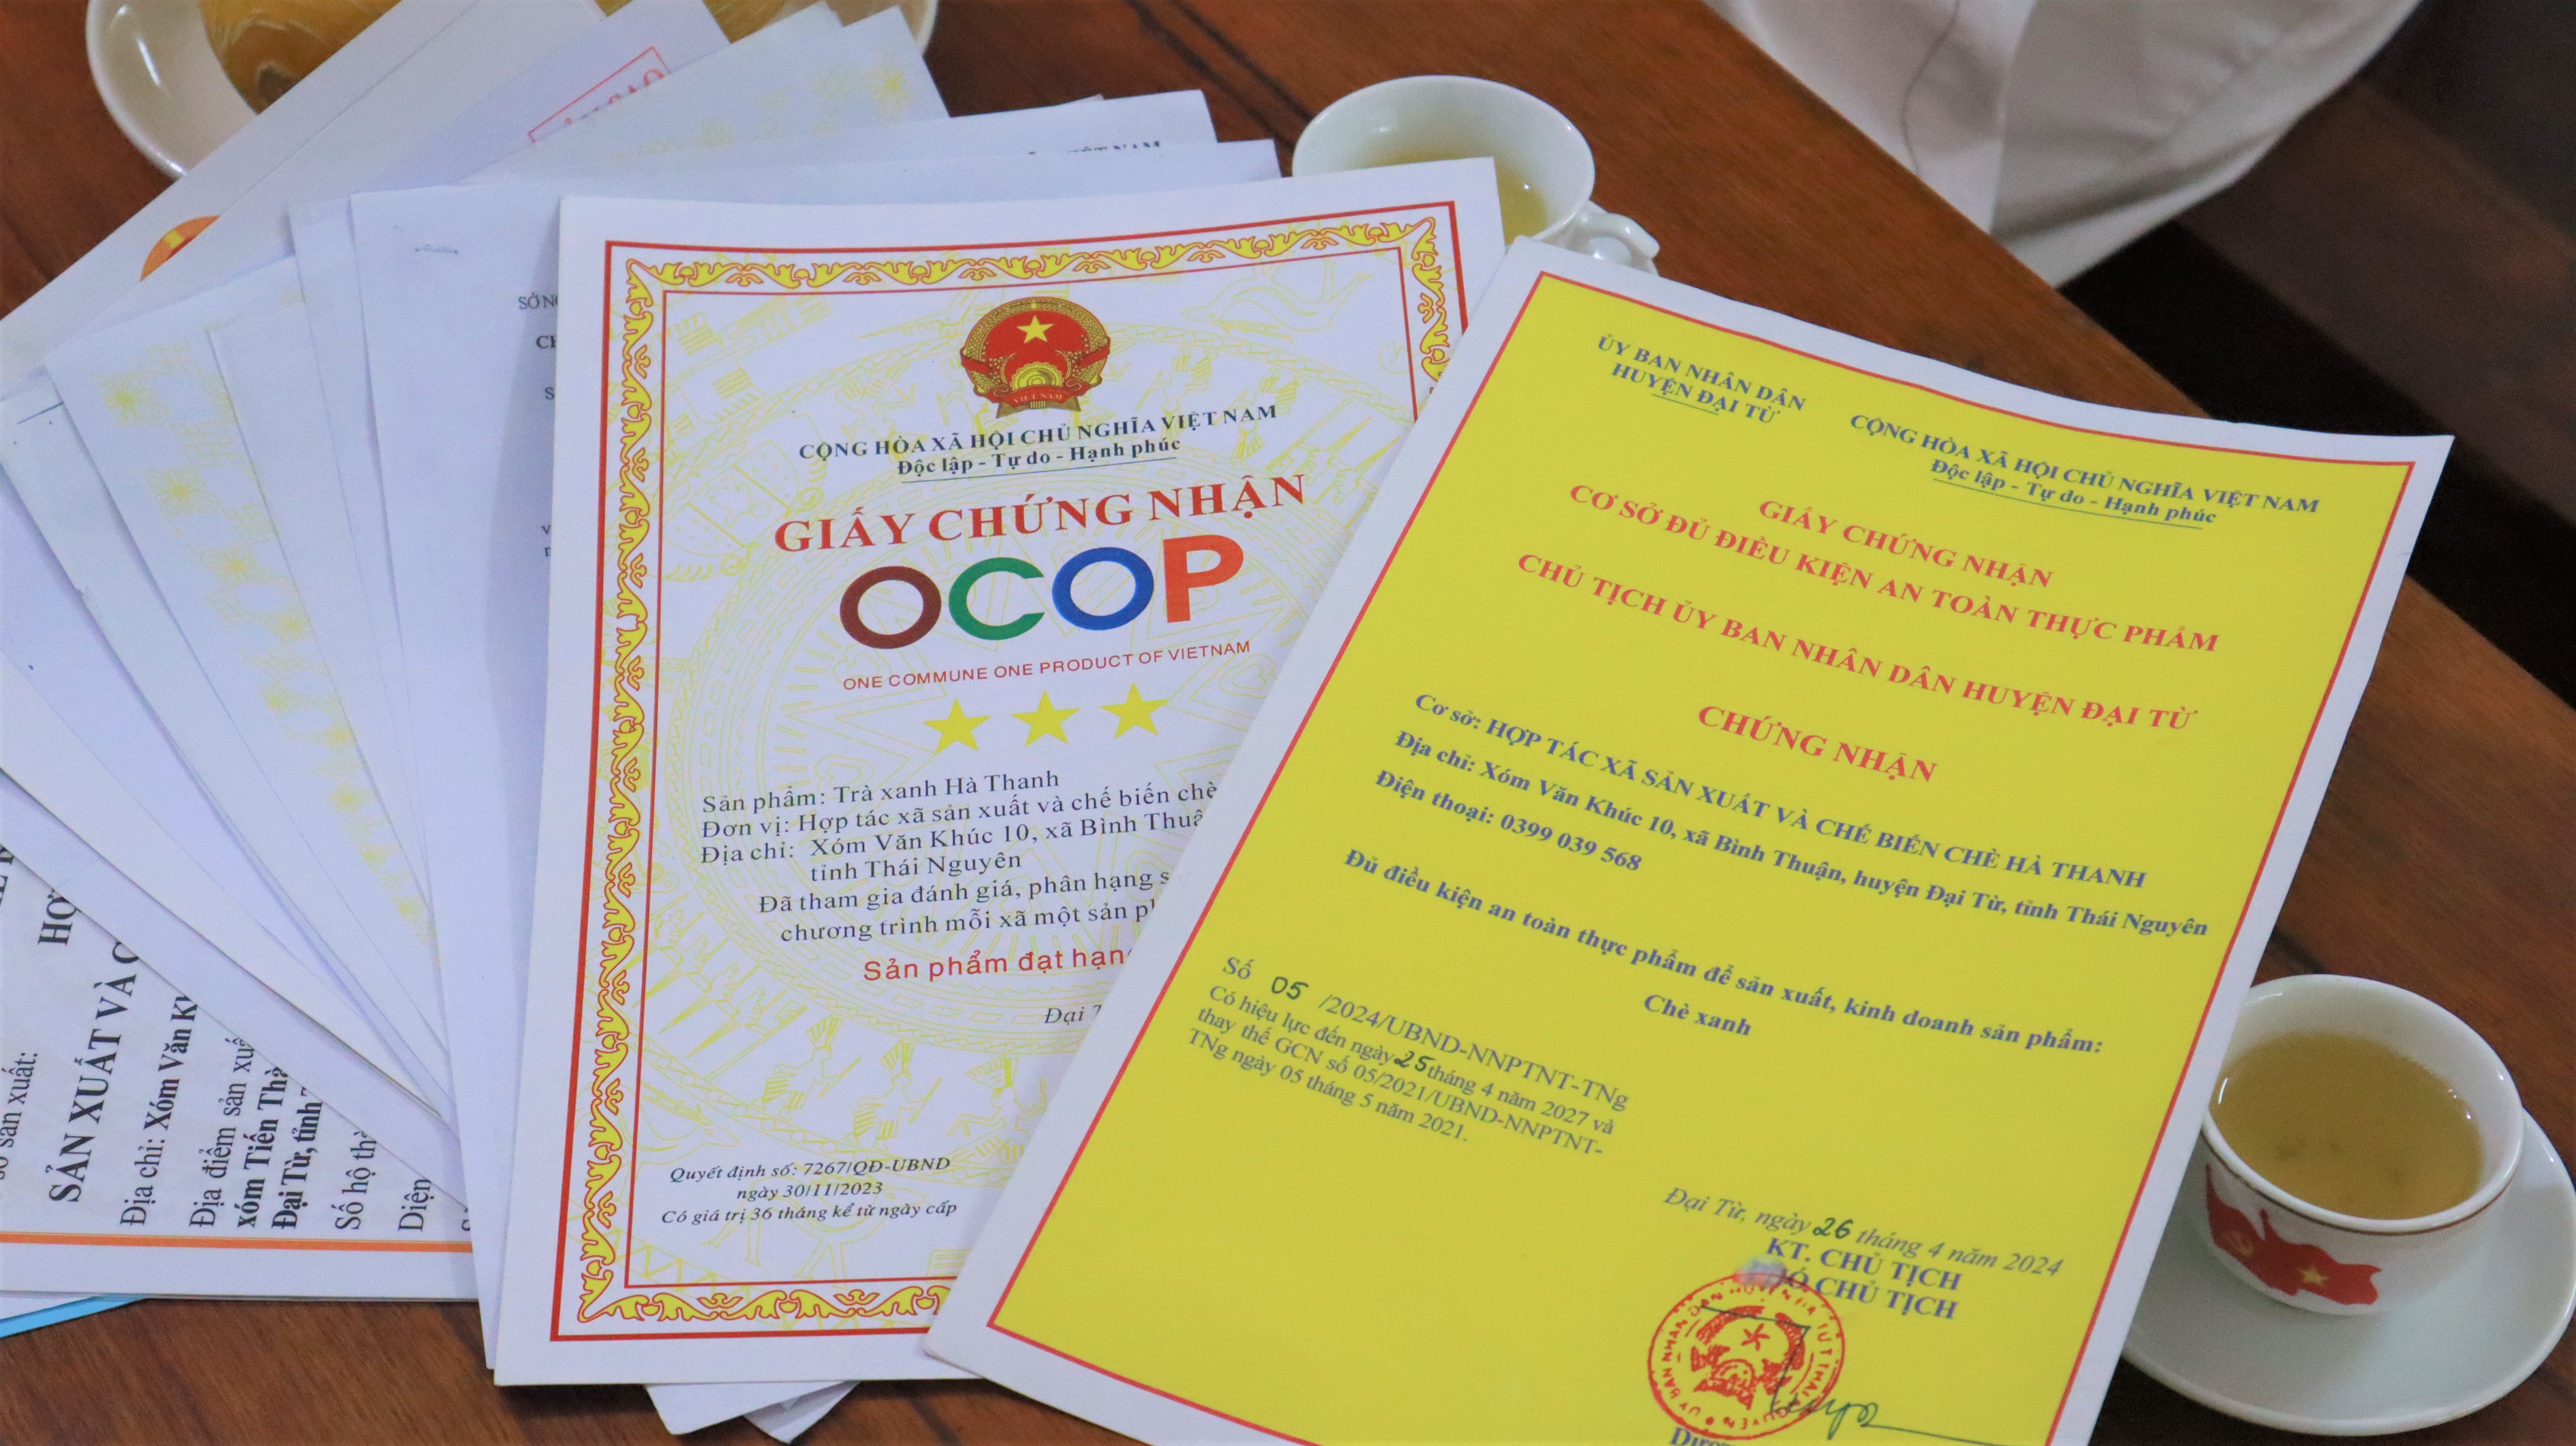 VIỆT NAM
CỘNG HÒA XÃ HỘI CHỦ NGHĨA VIỆT NAM
Độc lập - Tự do - Hạnh phúc
GIẤY CHỨNG NHẬN
OCOP
ONE COMMUNE ONE PRODUCT OF VIETNAM
Sản phẩm: Trà xanh Hà Thanh
Đơn vị: Hợp tác xã sản xuất và chế biến chè
Địa chỉ: Xóm Văn Khúc 10, xã Bình Thuậ
tỉnh Thái Nguyên
Đã tham gia đánh giá, phân hạng s
chương trình mỗi xã một sản ph
Sản phẩm đạt hạn
Đại T
Quyết định số: 7267/QĐ-UBND
ngày 30/11/2023
Có giá trị 36 tháng kể từ ngày cấp
ỦY BAN NHÂN DÂN
HUYỆN ĐẠI TỪ
CỘNG HÒA XÃ HỘI CHỦ NGHĨA VIỆT NAM
Độc lập - Tự do - Hạnh phúc
GIẤY CHỨNG NHẬN
CƠ SỞ ĐỦ ĐIỀU KIỆN AN TOÀN THỰC PHẨM
CHỦ TỊCH ỦY BAN NHÂN DÂN HUYỆN ĐẠI TỪ
CHỨNG NHẬN
Cơ sở: HỢP TÁC XÃ SẢN XUẤT VÀ CHẾ BIẾN CHÈ HÀ THANH
Địa chỉ: Xóm Văn Khúc 10, xã Bình Thuận, huyện Đại Từ, tỉnh Thái Nguyên
Điện thoại: 0399 039 568
Đủ điều kiện an toàn thực phẩm để sản xuất, kinh doanh sản phẩm:
Chè xanh
Số 05 /2024/UBND-NNPTNT-TNg
Có hiệu lực đến ngày 25 tháng 4 năm 2027 và
thay thế GCN số 05/2021/UBND-NNPTNT-
TNg ngày 05 tháng 5 năm 2021.
Đại Từ, ngày 26 tháng 4 năm 2024
KT. CHỦ TỊCH
CHỦ TỊCH
sản xuất:
SẢN XUẤT VÀ C
Địa chỉ: Xóm Văn Kh
Địa điểm sản xuấ
xóm Tiến Thà
Đại Từ, tỉnh
Số hộ th
Diện
HỢ
SỞ NÔ